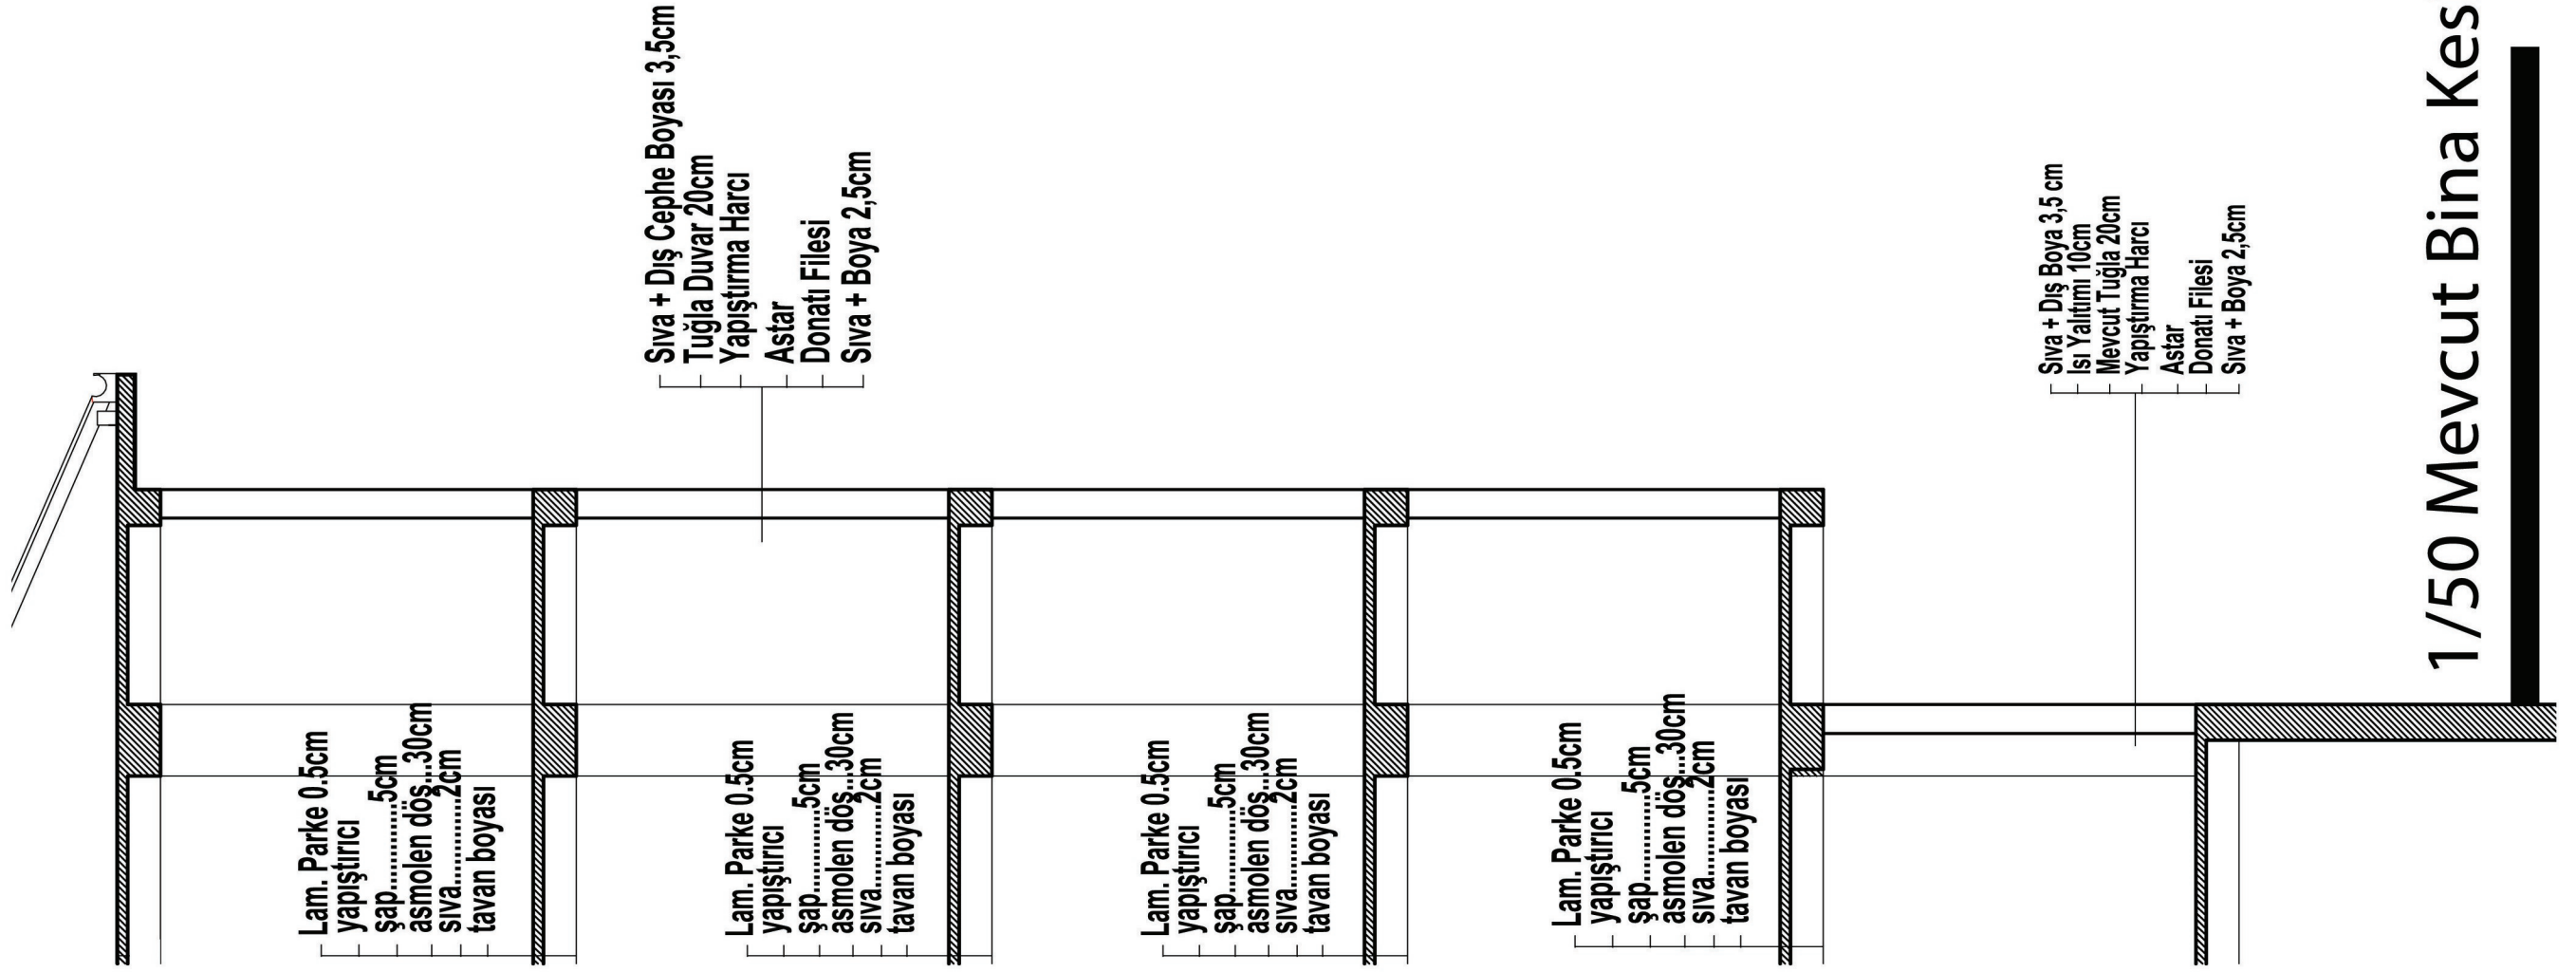 Sıva + Dış Cephe Boyası 3,5cm
Tuğla Duvar 20cm
Yapıştırma Harcı
Astar
Donatı Filesi
Sıva + Boya 2,5cm
Lam. Parke 0.5cm
yapıştırıcı
şap............5cm
asmolen döş...30cm
sıva............2cm
tavan boyası
Lam. Parke 0.5cm
yapıştırıcı
şap............5cm
asmolen döş...30cm
sıva............2cm
tavan boyası
Lam. Parke 0.5cm
yapıştırıcı
şap............5cm
asmolen döş...30cm
sıva............2cm
tavan boyası
Lam. Parke 0.5cm
yapıştırıcı
şap............5cm
asmolen döş...30cm
sıva............2cm
tavan boyası
Sıva + Dış Boya 3,5 cm
Isı Yalıtımı 10cm
Mevcut Tuğla 20cm
Yapıştırma Harcı
Astar
Donatı Filesi
Sıva + Boya 2,5cm
1/50 Mevcut Bina Kes